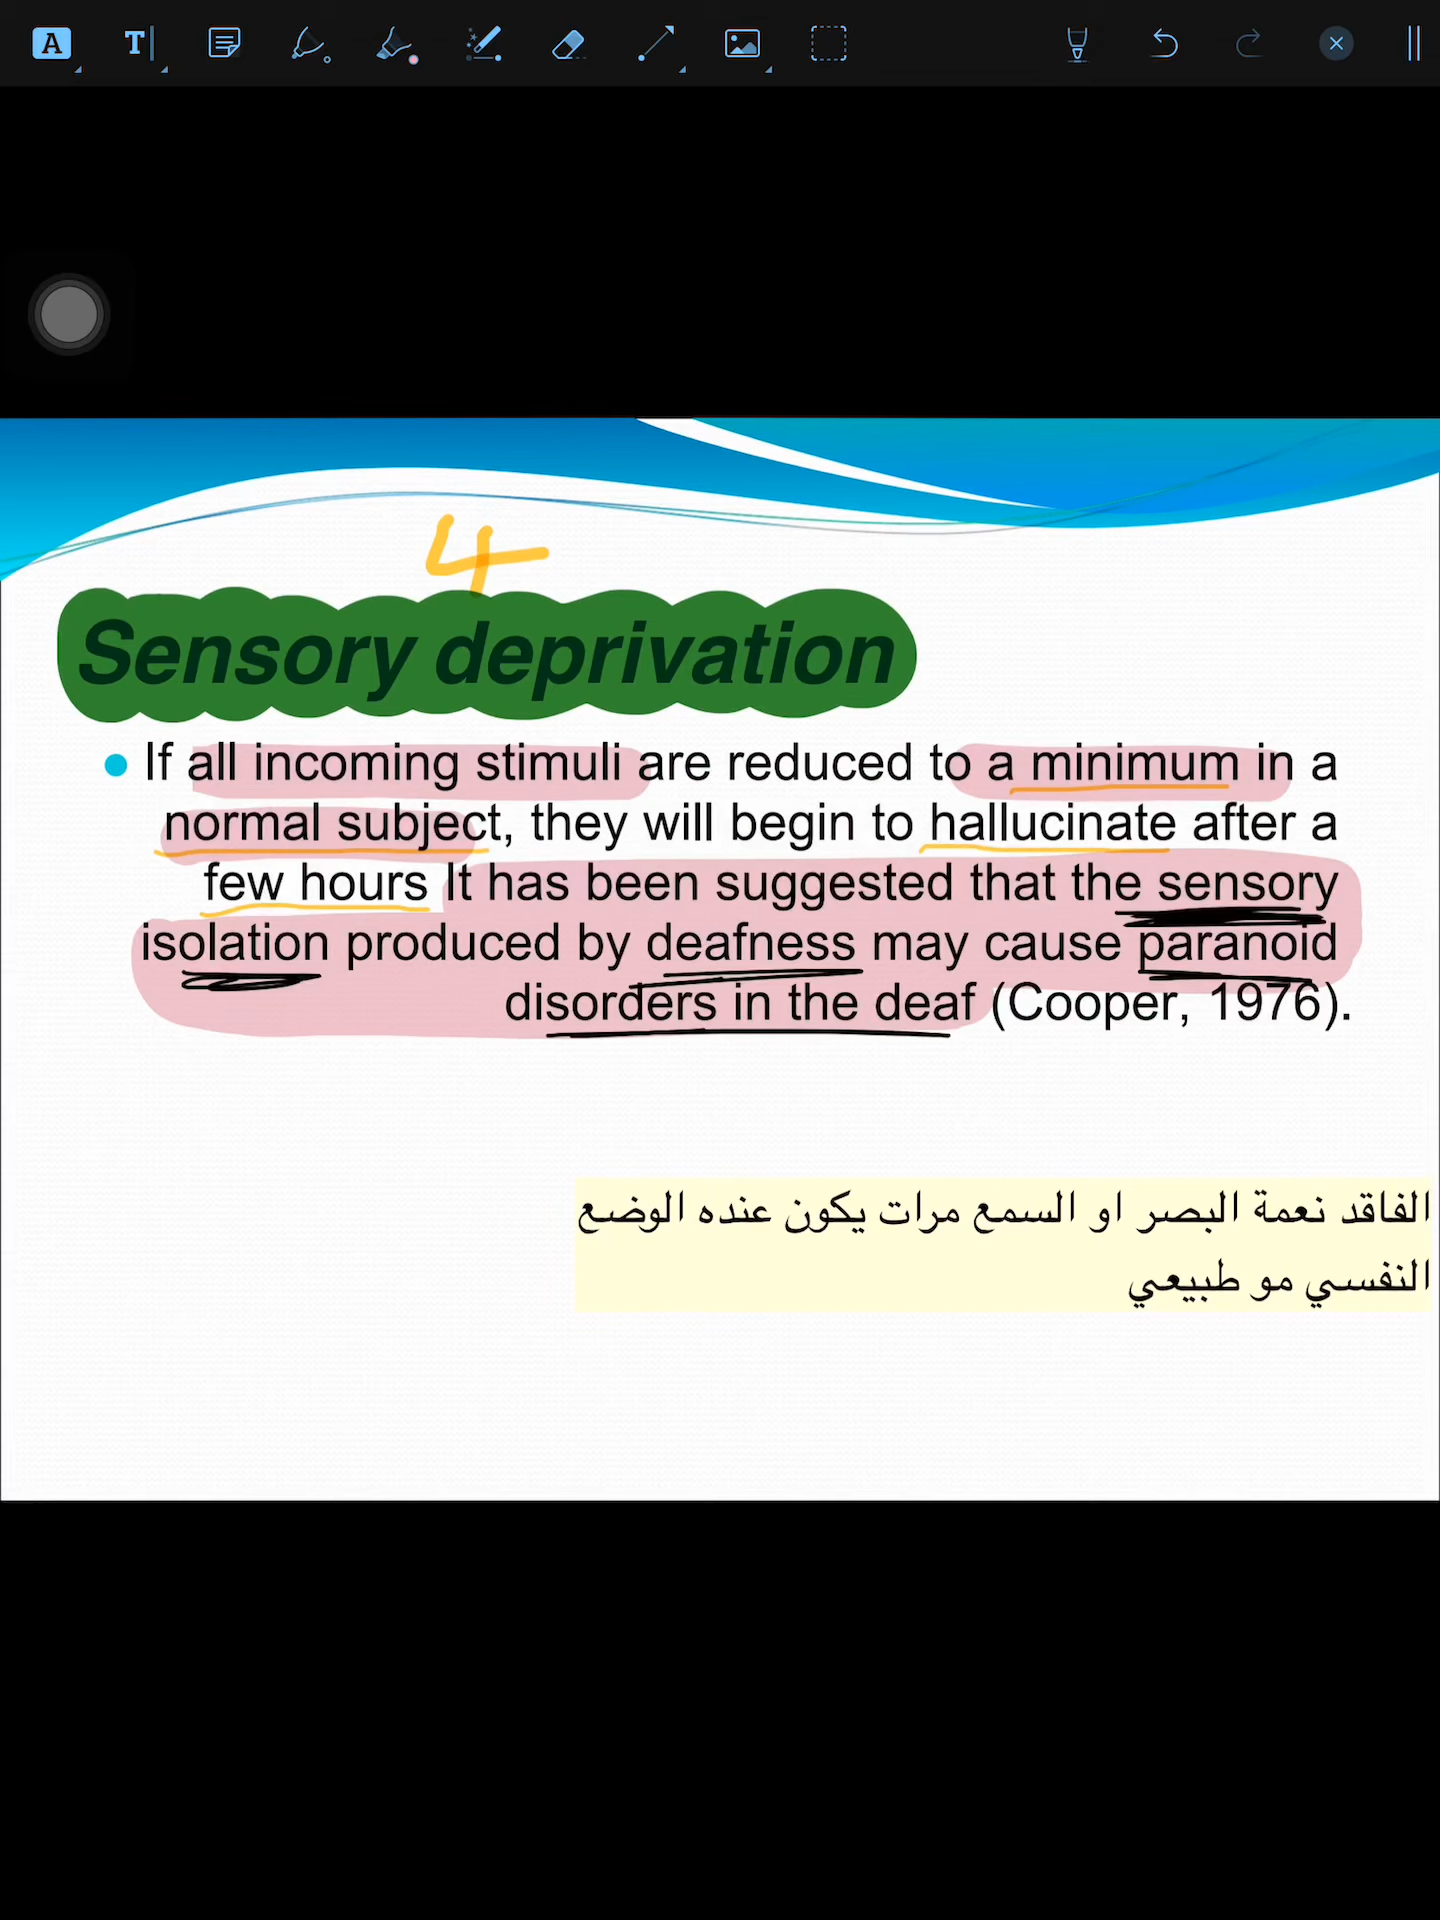 A
T
4
Sensory deprivation
If all incoming stimuli are reduced to a minimum in a
normal subject, they will begin to hallucinate after a
few hours It has been suggested that the sensory
isolation produced by deafness may cause paranoid
disorders in the deaf (Cooper, 1976).
الفاقد نعمة البصر او السمع مرات يكون عنده الوضع
النفسي مو طبيعي